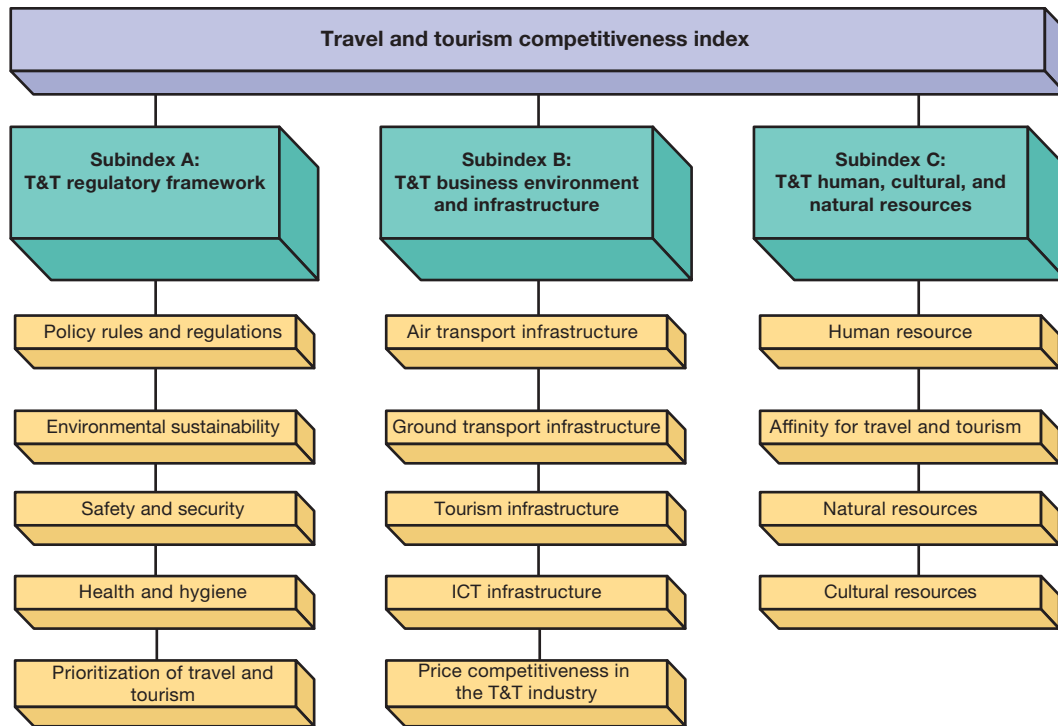 Travel and tourism competitiveness index
Subindex A:
T&T regulatory framework
Subindex B:
T&T business environment
and infrastructure
Subindex C:
T&T human, cultural, and
natural resources
Policy rules and regulations
Air transport infrastructure
Human resource
Environmental sustainability
Ground transport infrastructure
Affinity for travel and tourism
Safety and security
Tourism infrastructure
Natural resources
Health and hygiene
ICT infrastructure
Cultural resources
Prioritization of travel and
tourism
Price competitiveness in
the T&T industry